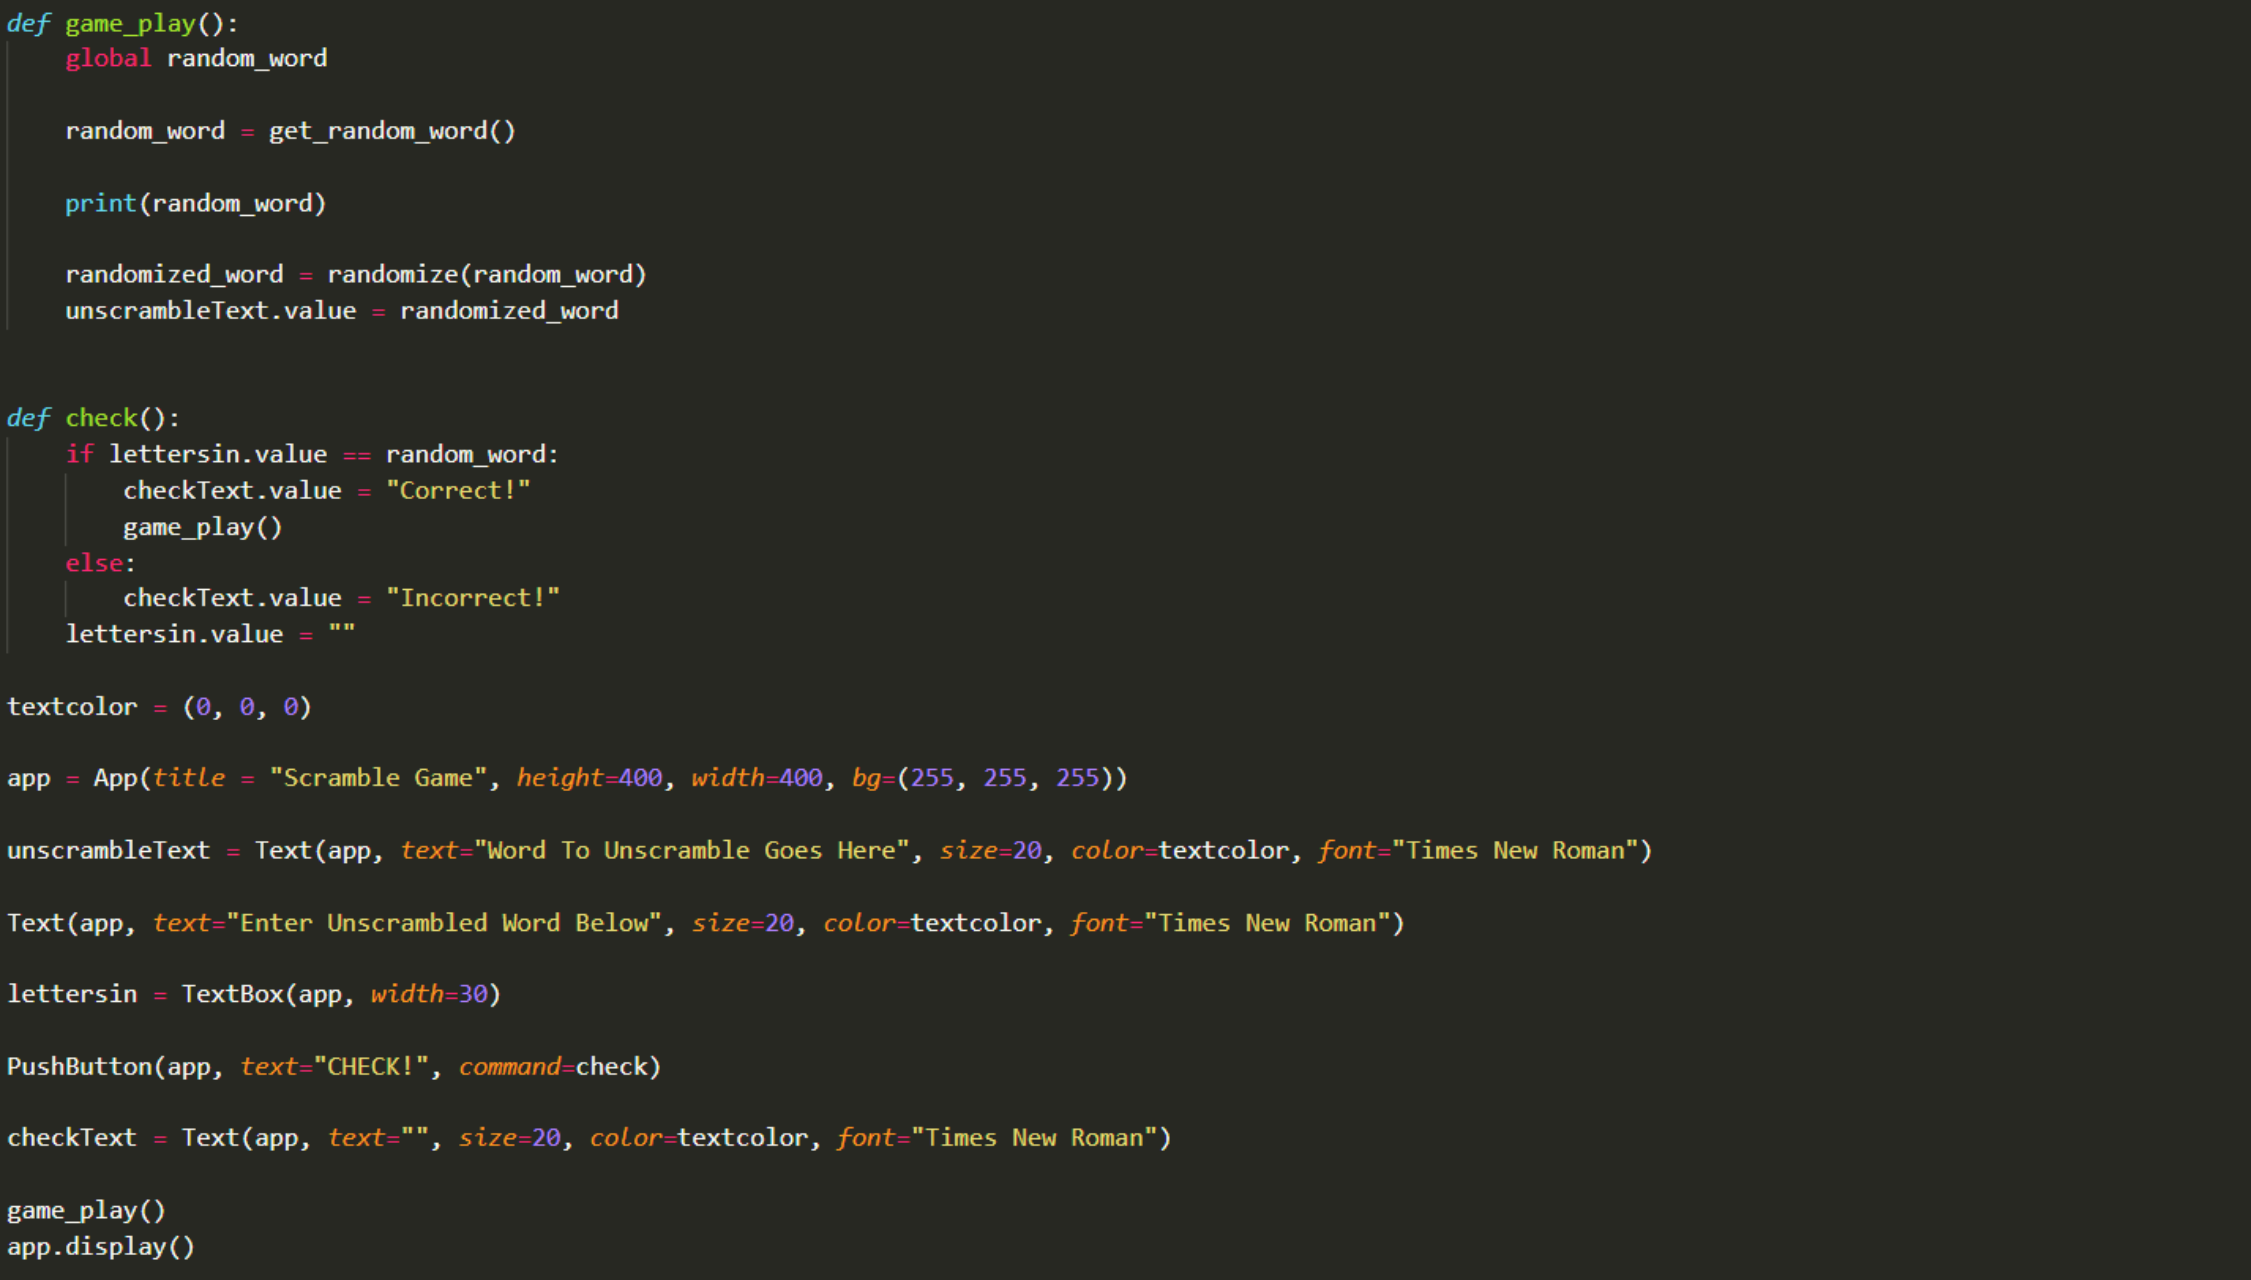 def game_play():
    global random_word

    random_word = get_random_word()

    print(random_word)

    randomized_word = randomize(random_word)
    unscrambleText.value = randomized_word


def check():
    if lettersin.value == random_word:
        checkText.value = "Correct!"
        game_play()
    else:
        checkText.value = "Incorrect!"
    lettersin.value = ""

textcolor = (0, 0, 0)

app = App(title = "Scramble Game", height=400, width=400, bg=(255, 255, 255))

unscrambleText = Text(app, text="Word To Unscramble Goes Here", size=20, color=textcolor, font="Times New Roman")

Text(app, text="Enter Unscrambled Word Below", size=20, color=textcolor, font="Times New Roman")

lettersin = TextBox(app, width=30)

PushButton(app, text="CHECK!", command=check)

checkText = Text(app, text="", size=20, color=textcolor, font="Times New Roman")

game_play()
app.display()